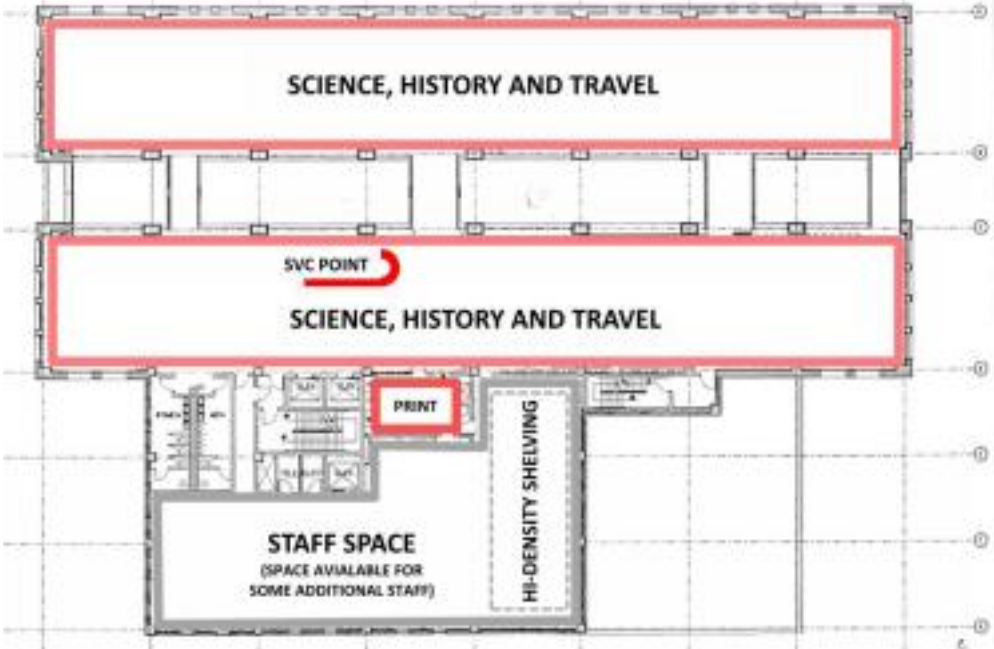 SCIENCE, HISTORY AND TRAVEL
SVC POINT
SCIENCE, HISTORY AND TRAVEL
PRINT
HI-DENSITY SHELVING
STAFF SPACE
(SPACE AVIALABLE FOR
SOME ADDITIONAL STAFF)